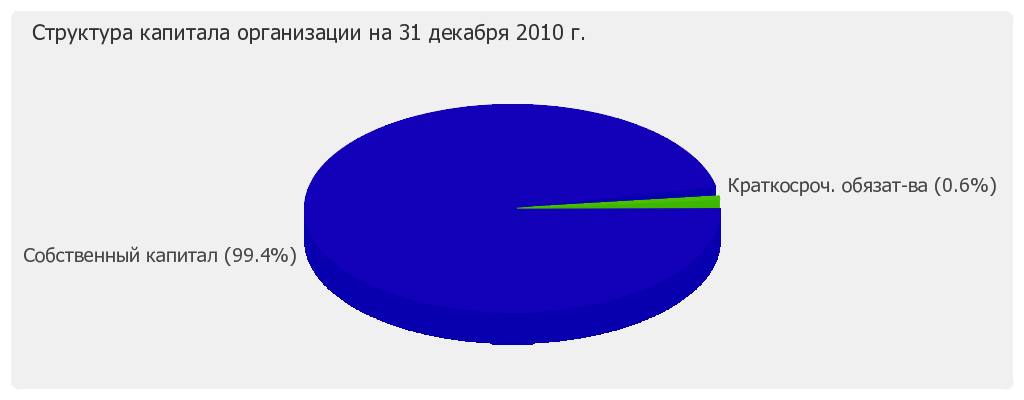 Структура капитала организации на 31 декабря 2010 г.
Краткосроч. обязат-ва (0.6%)
Собственный капитал (99.4%)